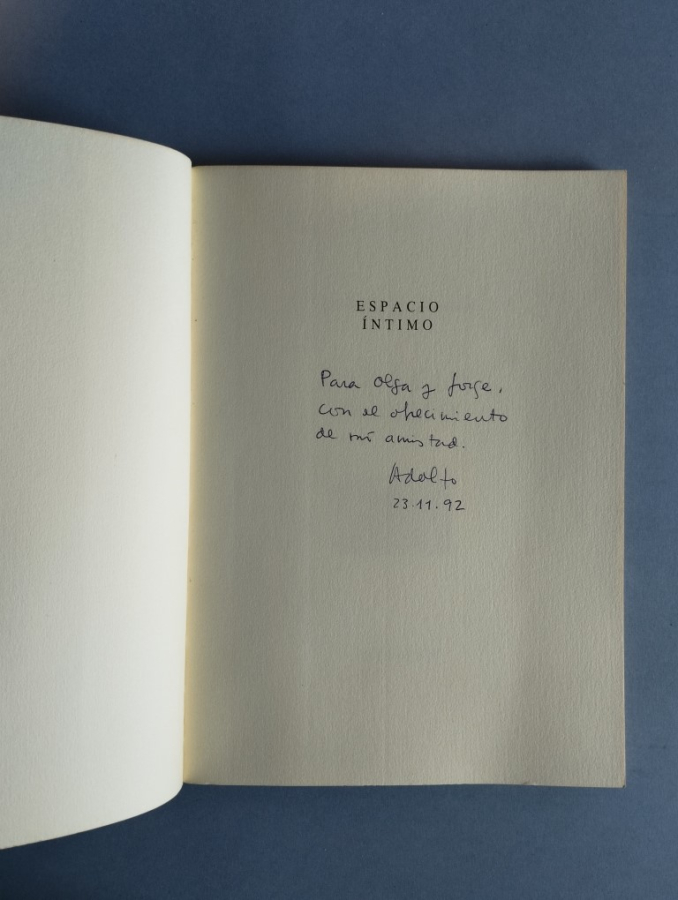 ESPACIO
ÍNTIMO
Para Olga y Jorge,
con el ofrecimiento
de mi amistad.
Adolfo
23.11.92